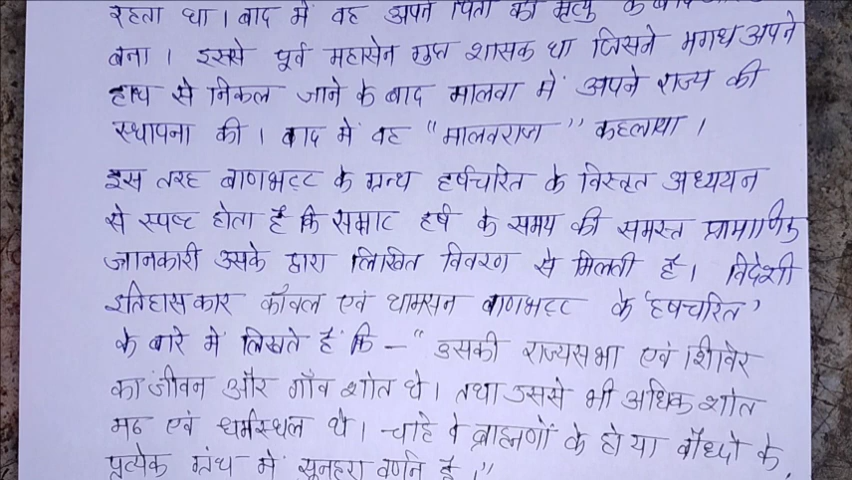 रहता था। बाद में वह अपने पिता की मृत्यु के
बना। इससे पूर्व महासेन गुप्त शासक था जिसने मगध अपने
हाथ से निकल जाने के बाद मालवा में अपने राज्य की
स्थापना की। बाद में वह "मालवराज" कहलाया।
इस तरह बाणभट्ट के ग्रन्थ हर्षचरित के विस्तृत अध्ययन
से स्पष्ट होता है कि सम्राट हर्ष के समय की समस्त प्रामाणिक
जानकारी उसके द्वारा लिखित विवरण से मिलती है। विदेशी
इतिहासकार कॉवल एवं थामसन बाणभट्ट के 'हषचरित'
के बारे में लिखते हैं कि - "उसकी राज्यसभा एवं शिविर
का जीवन और गाँव शांत थे। तथा उससे भी अधिक शांत
मठ एवं धर्मस्थल थे। चाहे वे ब्राह्मणों के हो या बौध्दो के,
प्रत्येक ग्रंथ में सुनहरा वर्णन है।"